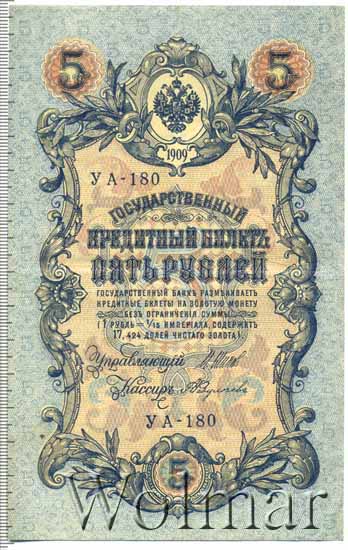 5 5
1909
УА-180
ГОСУДАРСТВЕННЫЙ
КРЕДИТНЫЙ БИЛЕТЪ
ПЯТЬ РУБЛЕЙ
ГОСУДАРСТВЕННЫЙ БАНКЪ РАЗМѢНИВАЕТЪ
КРЕДИТНЫЕ БИЛЕТЫ НА ЗОЛОТУЮ МОНЕТУ
БЕЗЪ ОГРАНИЧЕНІЯ СУММЫ
(1 РУБЛЬ = 1/15 ИМПЕРІАЛА, СОДЕРЖИТЪ
17,424 ДОЛЕЙ ЧИСТАГО ЗОЛОТА).
Управляющій
Кассиръ
УА-180
5
Wolmar